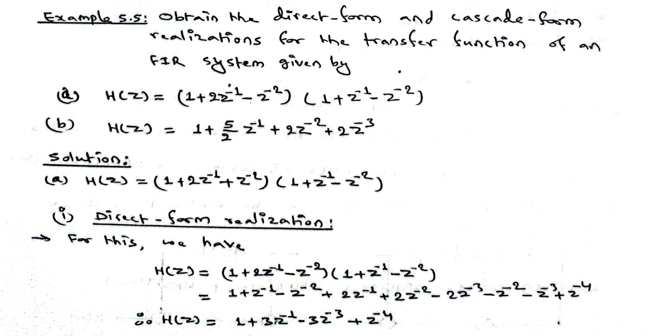 Example 5.5: Obtain the direct-form and cascade-form
realizations for the transfer function of an
FIR system given by
(a) H(z) = (1+2z⁻¹-z⁻²) (1+z⁻¹-z⁻²)
(b) H(z) = 1+ 5/2 z⁻¹ + 2z⁻² + 2z⁻³
Solution:
(a) H(z) = (1+2z⁻¹+z⁻²) (1+z⁻¹-z⁻²)
(i) Direct-form realization:
→ For this, we have
H(z) = (1+2z⁻¹-z⁻²) (1+z⁻¹-z⁻²)
= 1+z⁻¹-z⁻²+2z⁻¹+2z⁻²-2z⁻³-z⁻²-z⁻³+z⁻⁴
∴ H(z) = 1+3z⁻¹-3z⁻³+z⁻⁴